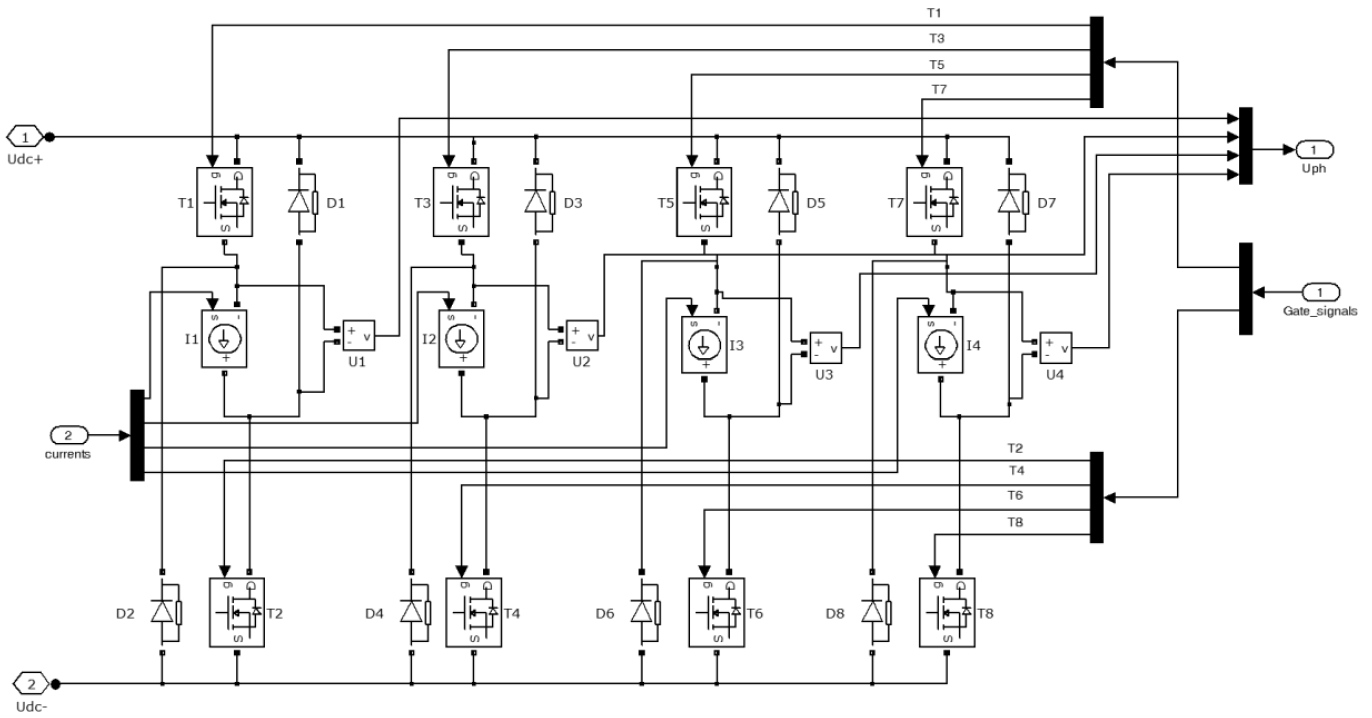 T1
T3
T5
T7
1
Udc+
g
D
S
T1
D1
g
D
S
T3
D3
g
D
S
T5
D5
g
D
S
T7
D7
1
Uph
1
Gate_signals
s
-
+
I1
+
-
v
U1
s
-
+
I2
+
-
v
U2
s
-
+
I3
+
-
v
U3
s
-
+
I4
+
-
v
U4
2
currents
T2
T4
T6
T8
D2
g
D
S
T2
D4
g
D
S
T4
D6
g
D
S
T6
D8
g
D
S
T8
2
Udc-